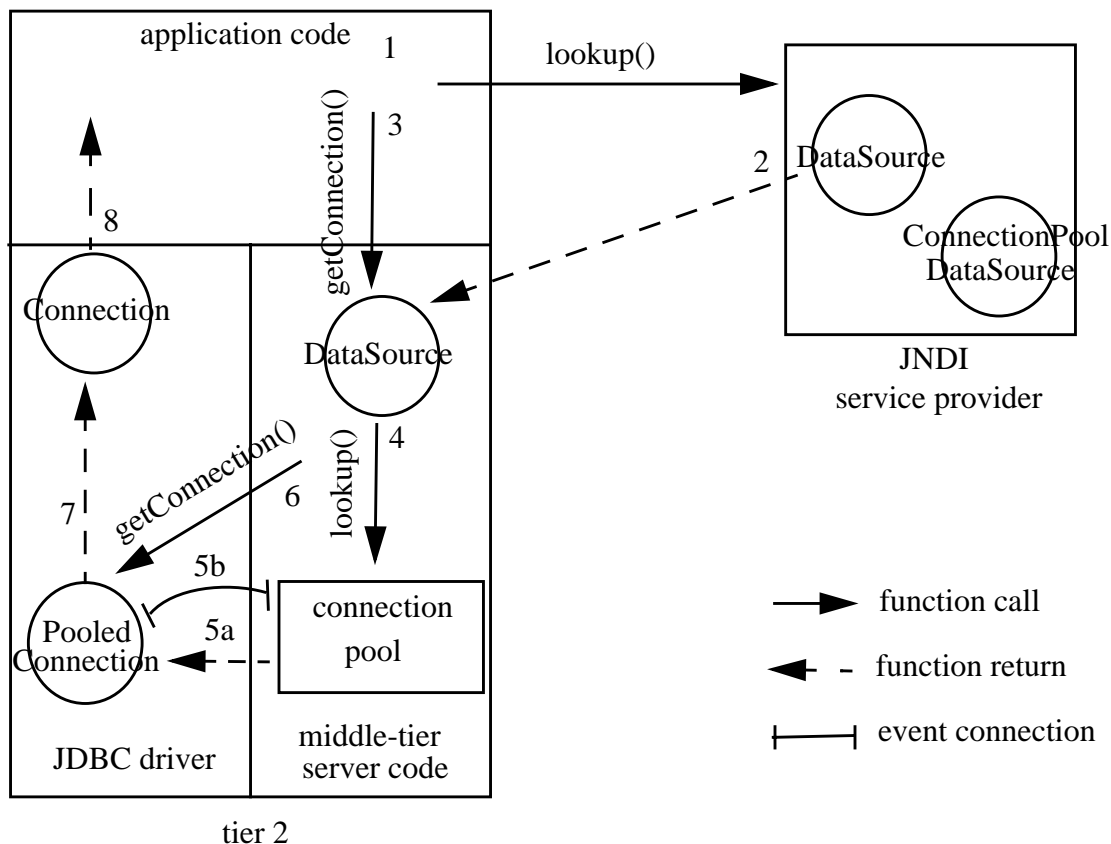 application code
1
lookup()
getConnection()
3
2
DataSource
ConnectionPool
DataSource
8
Connection
DataSource
JNDI
service provider
getConnection()
lookup()
4
6
7
5b
5a
Pooled
Connection
connection
pool
function call
function return
event connection
JDBC driver
middle-tier
server code
tier 2